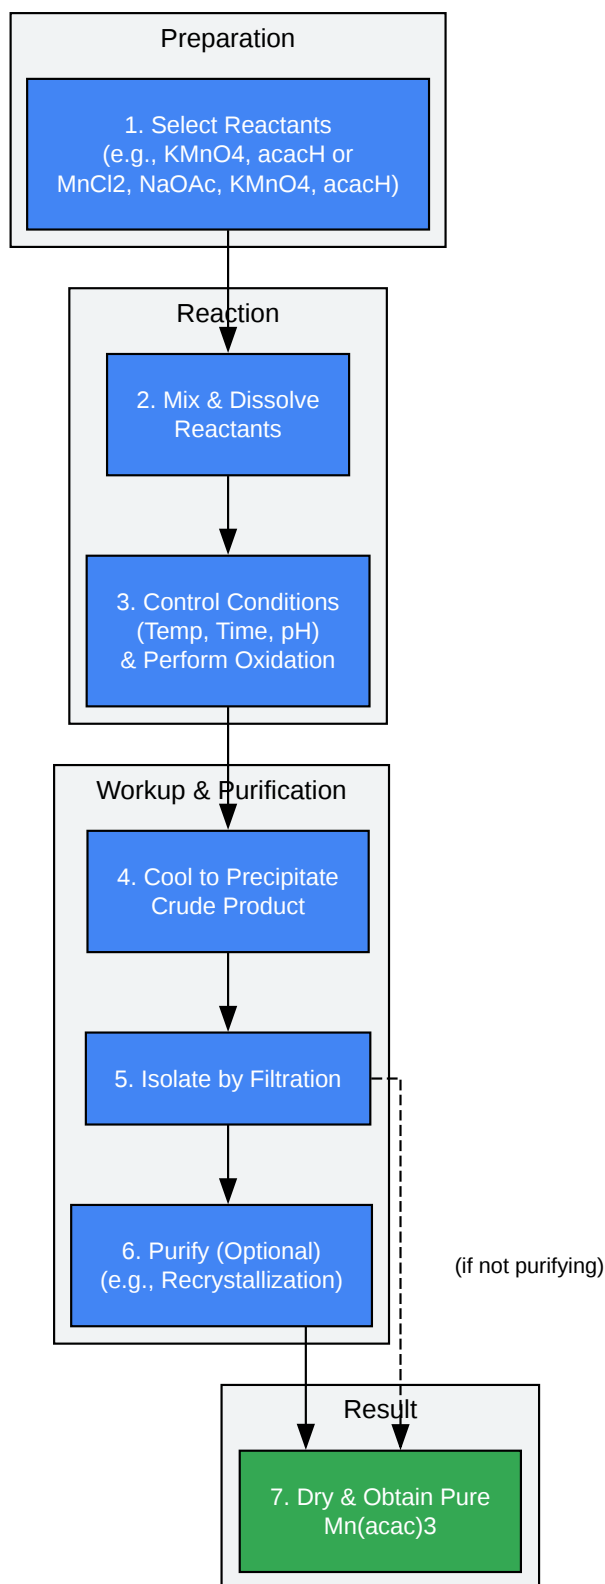 Preparation
1. Select Reactants
(e.g., KMnO4, acacH or
MnCl2, NaOAc, KMnO4, acacH)
Reaction
2. Mix & Dissolve
Reactants
3. Control Conditions
(Temp, Time, pH)
& Perform Oxidation
Workup & Purification
4. Cool to Precipitate
Crude Product
5. Isolate by Filtration
6. Purify (Optional)
(e.g., Recrystallization)
(if not purifying)
Result
7. Dry & Obtain Pure
Mn(acac)3